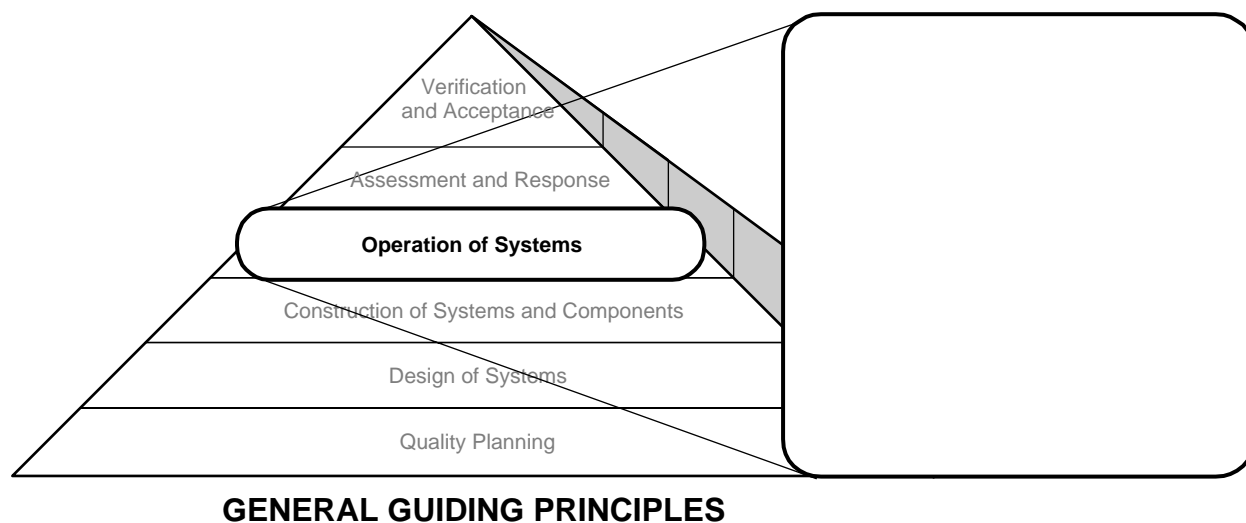 Verification
and Acceptance
Assessment and Response
Operation of Systems
Construction of Systems and Components
Design of Systems
Quality Planning
GENERAL GUIDING PRINCIPLES